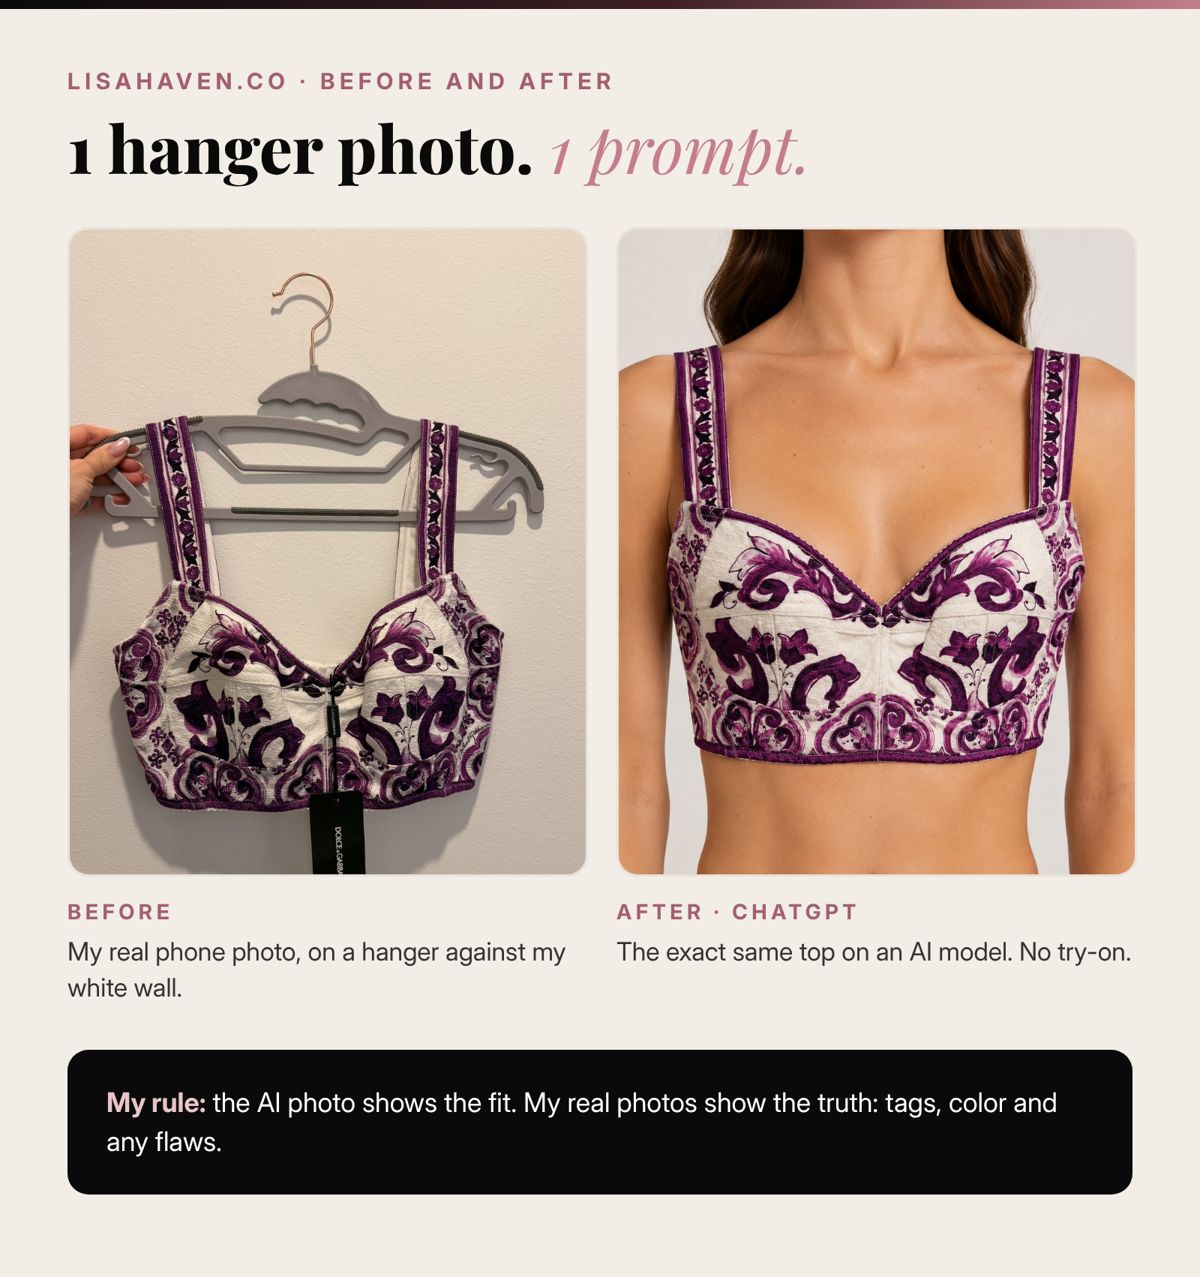 LISAHAVEN.CO · BEFORE AND AFTER
1 hanger photo. 1 prompt.
DOLCE & GABBA
BEFORE
AFTER · CHATGPT
My real phone photo, on a hanger against my
white wall.
The exact same top on an AI model. No try-on.
My rule: the AI photo shows the fit. My real photos show the truth: tags, color and
any flaws.